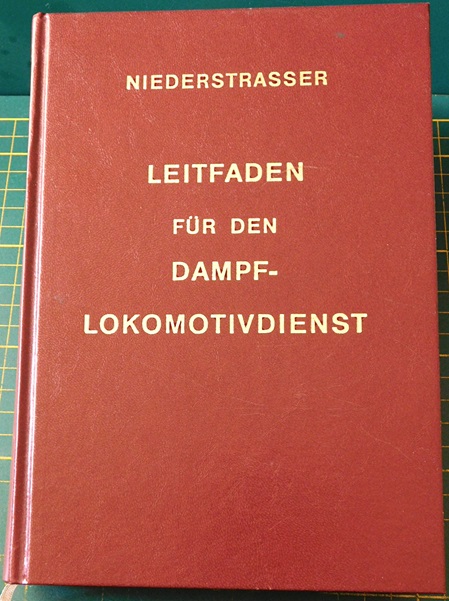 NIEDERSTRASSER
LEITFADEN
FÜR DEN
DAMPF-
LOKOMOTIVDIENST